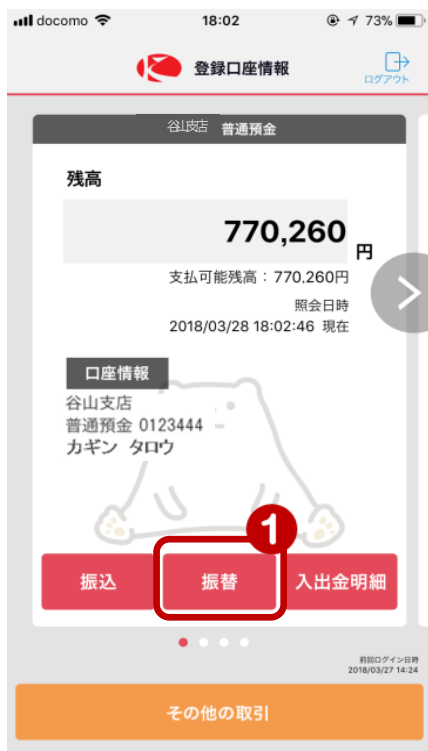 docomo 18:02 73%
登録口座情報
ログアウト
谷山支店 普通預金
残高
770,260 円
支払可能残高：770,260円
照会日時
2018/03/28 18:02:46 現在
口座情報
谷山支店
普通預金 0123444
カギン タロウ
1
振込 振替 入出金明細
前回ログイン日時
2018/03/27 14:24
その他の取引